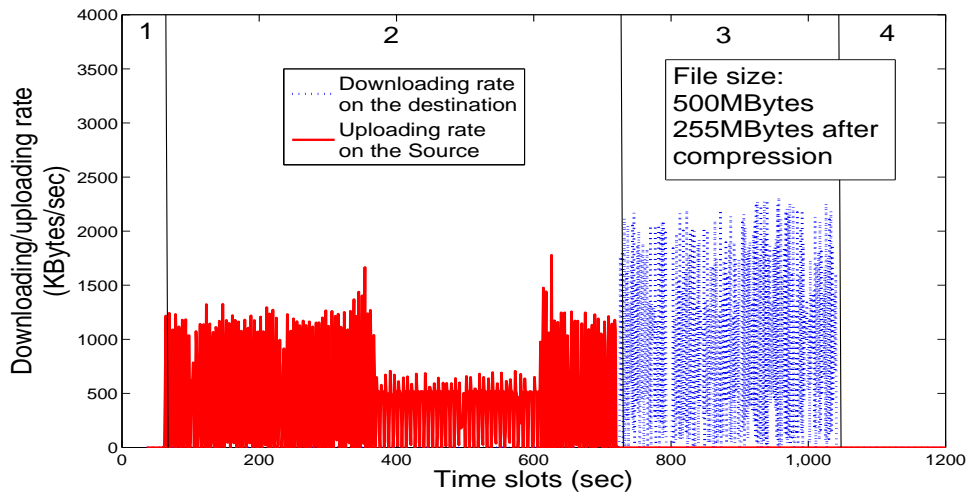 1 2 3 4
4000
3500
3000
2500
2000
1500
1000
500
0
Downloading/uploading rate
(KBytes/sec)
Downloading rate
on the destination
Uploading rate
on the Source
File size:
500MBytes
255MBytes after
compression
0 200 400 600 800 1,000 1200
Time slots (sec)